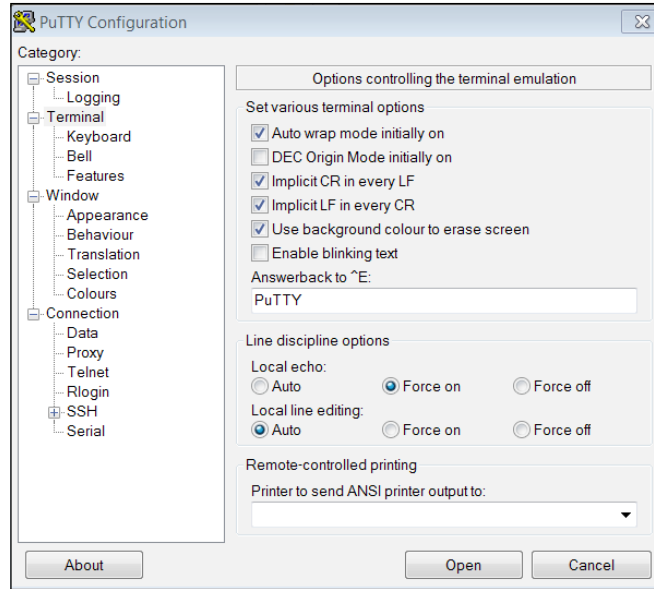 PuTTY Configuration
Category:
Session
Logging
Terminal
Keyboard
Bell
Features
Window
Appearance
Behaviour
Translation
Selection
Colours
Connection
Data
Proxy
Telnet
Rlogin
SSH
Serial
Options controlling the terminal emulation
Set various terminal options
Auto wrap mode initially on
DEC Origin Mode initially on
Implicit CR in every LF
Implicit LF in every CR
Use background colour to erase screen
Enable blinking text
Answerback to ^E:
PuTTY
Line discipline options
Local echo:
Auto Force on Force off
Local line editing:
Auto Force on Force off
Remote-controlled printing
Printer to send ANSI printer output to:
About Open Cancel